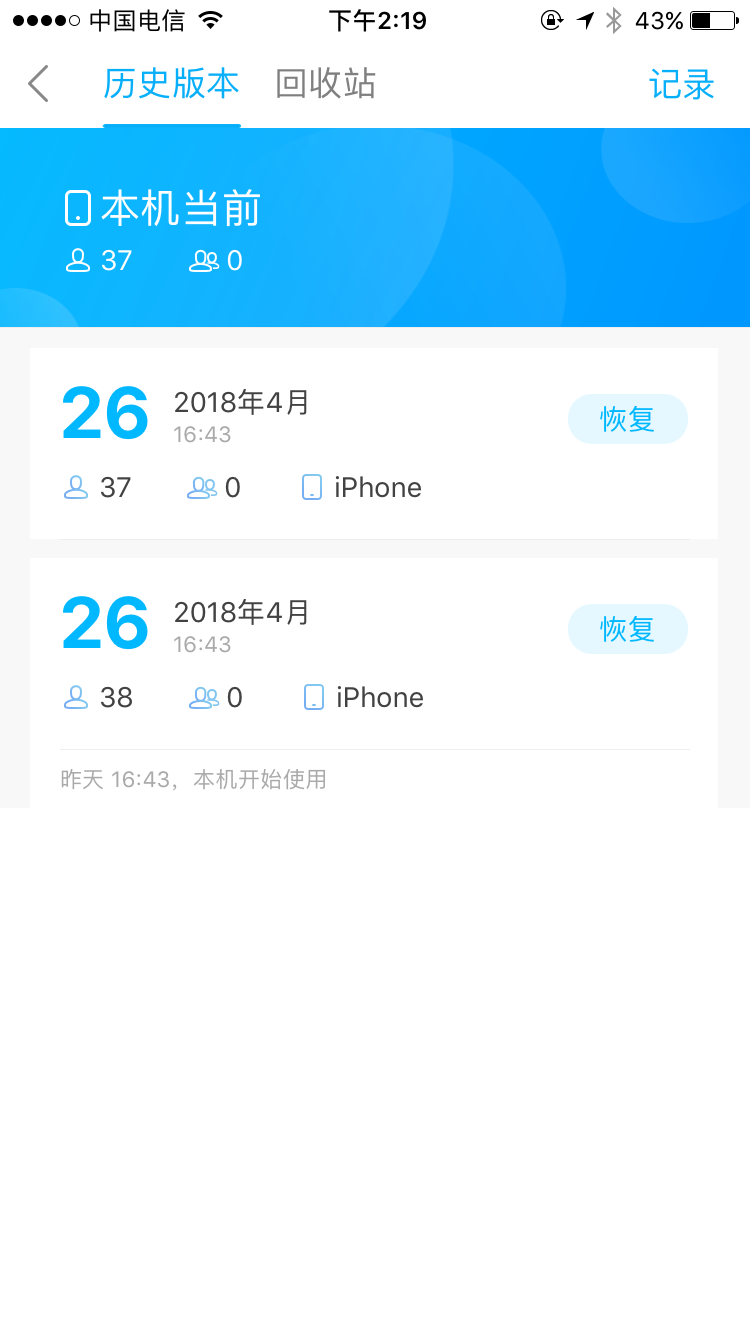 中国电信 下午2:19 43%
历史版本 回收站 记录
本机当前
37 0
26 2018年4月 恢复
16:43
37 0 iPhone
26 2018年4月 恢复
16:43
38 0 iPhone
昨天 16:43，本机开始使用